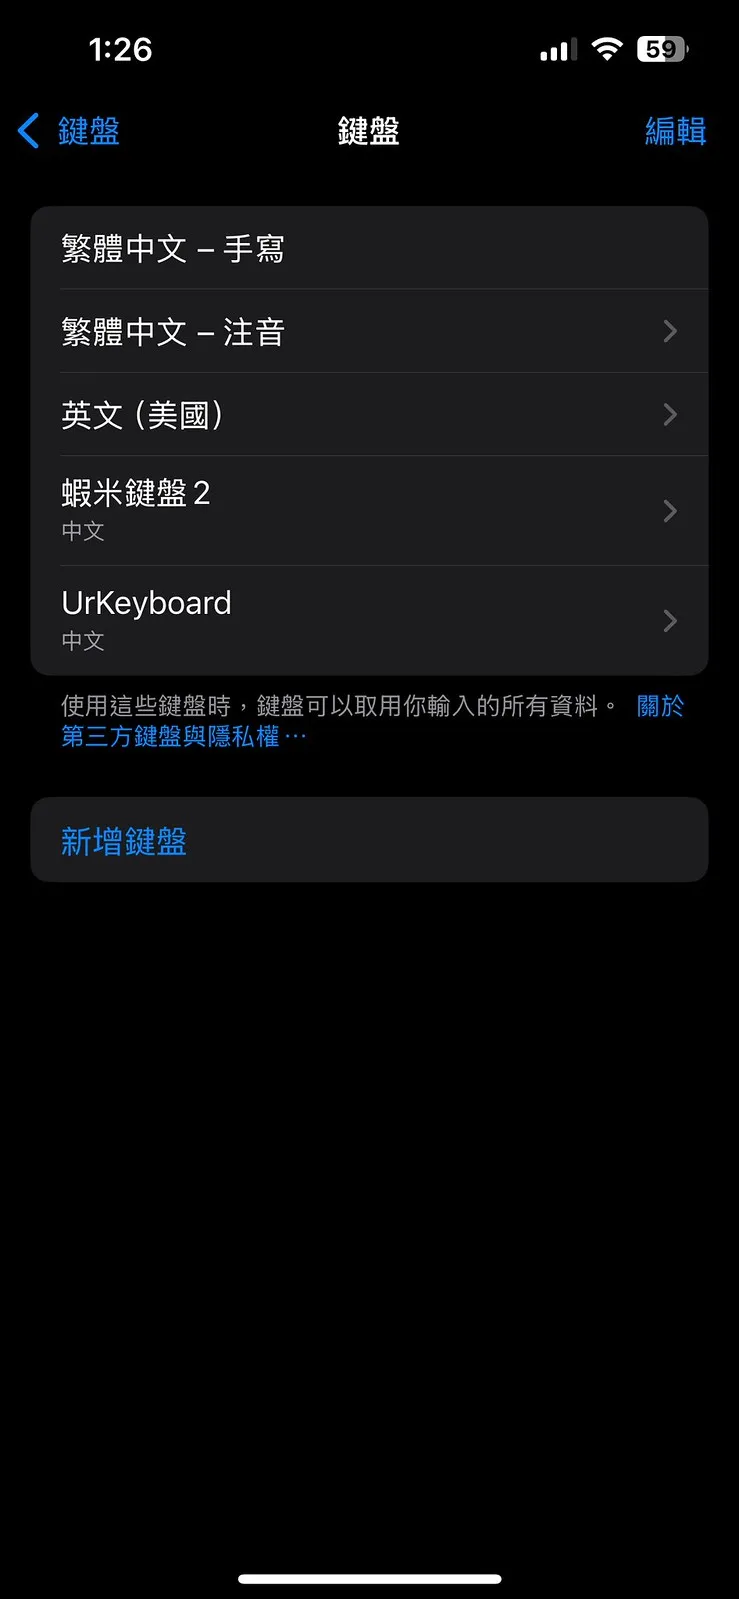 1:26
59
鍵盤
鍵盤
編輯
繁體中文 – 手寫
繁體中文 – 注音
英文（美國）
蝦米鍵盤 2
中文
UrKeyboard
中文
使用這些鍵盤時，鍵盤可以取用你輸入的所有資料。 關於
第三方鍵盤與隱私權⋯
新增鍵盤